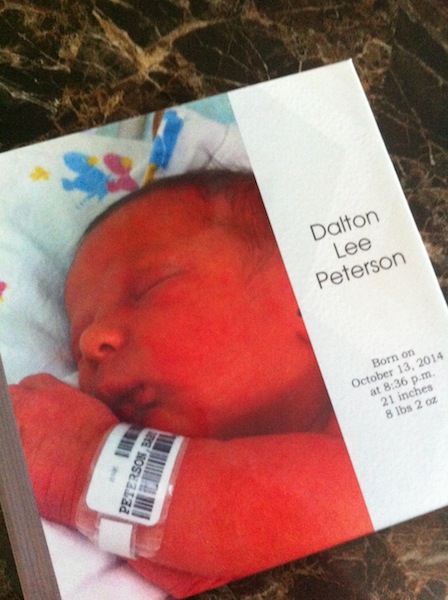 Dalton
Lee
Peterson
Born on
October 13, 2014
at 8:36 p.m.
21 inches
8 lbs 2 oz
PETERSON